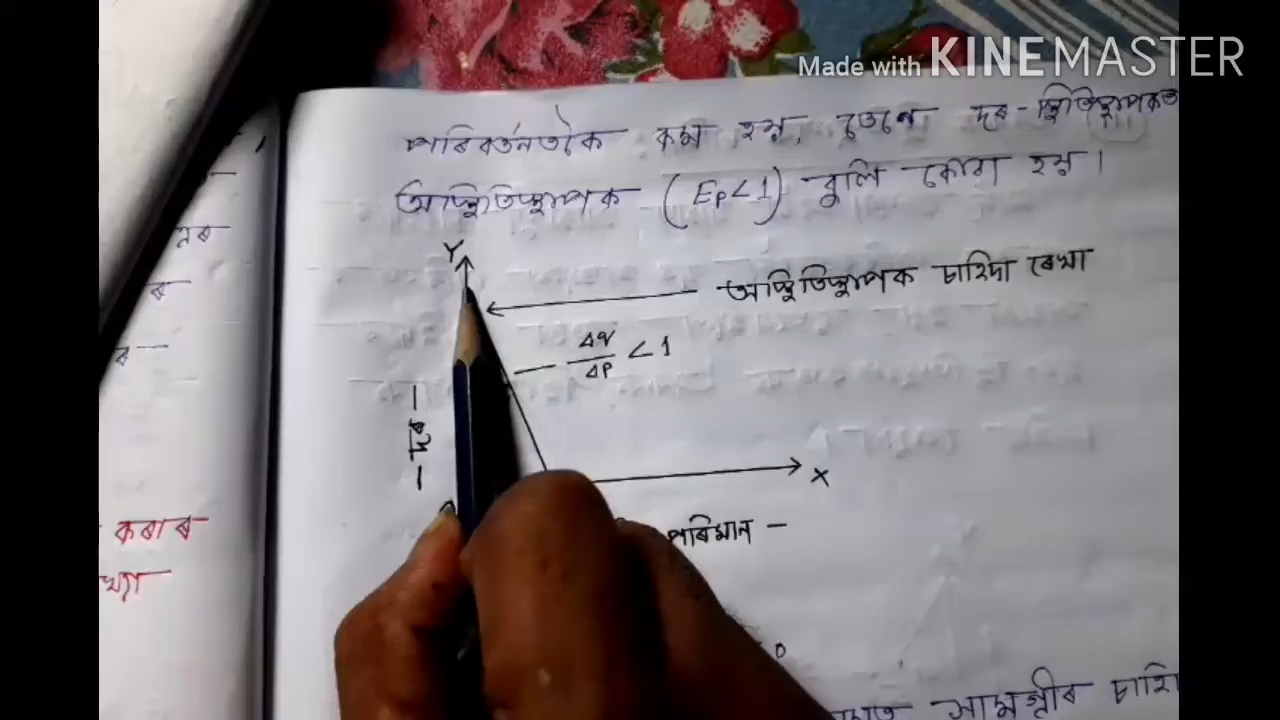 Made with KINEMASTER
পৰিবৰ্তনতকৈ কম হয়, তেনে দৰ-স্থিতিস্থাপকত
অস্থিতিস্থাপক (Ep<1) বুলি কোৱা হয়।
Y
অস্থিতিস্থাপক চাহিদা ৰেখা
— Δq/ΔP < 1
— দৰ —
X
পৰিমান —
সামগ্ৰীৰ চাহি
ৰ
ৰ —
কৰাৰ
খ্যা